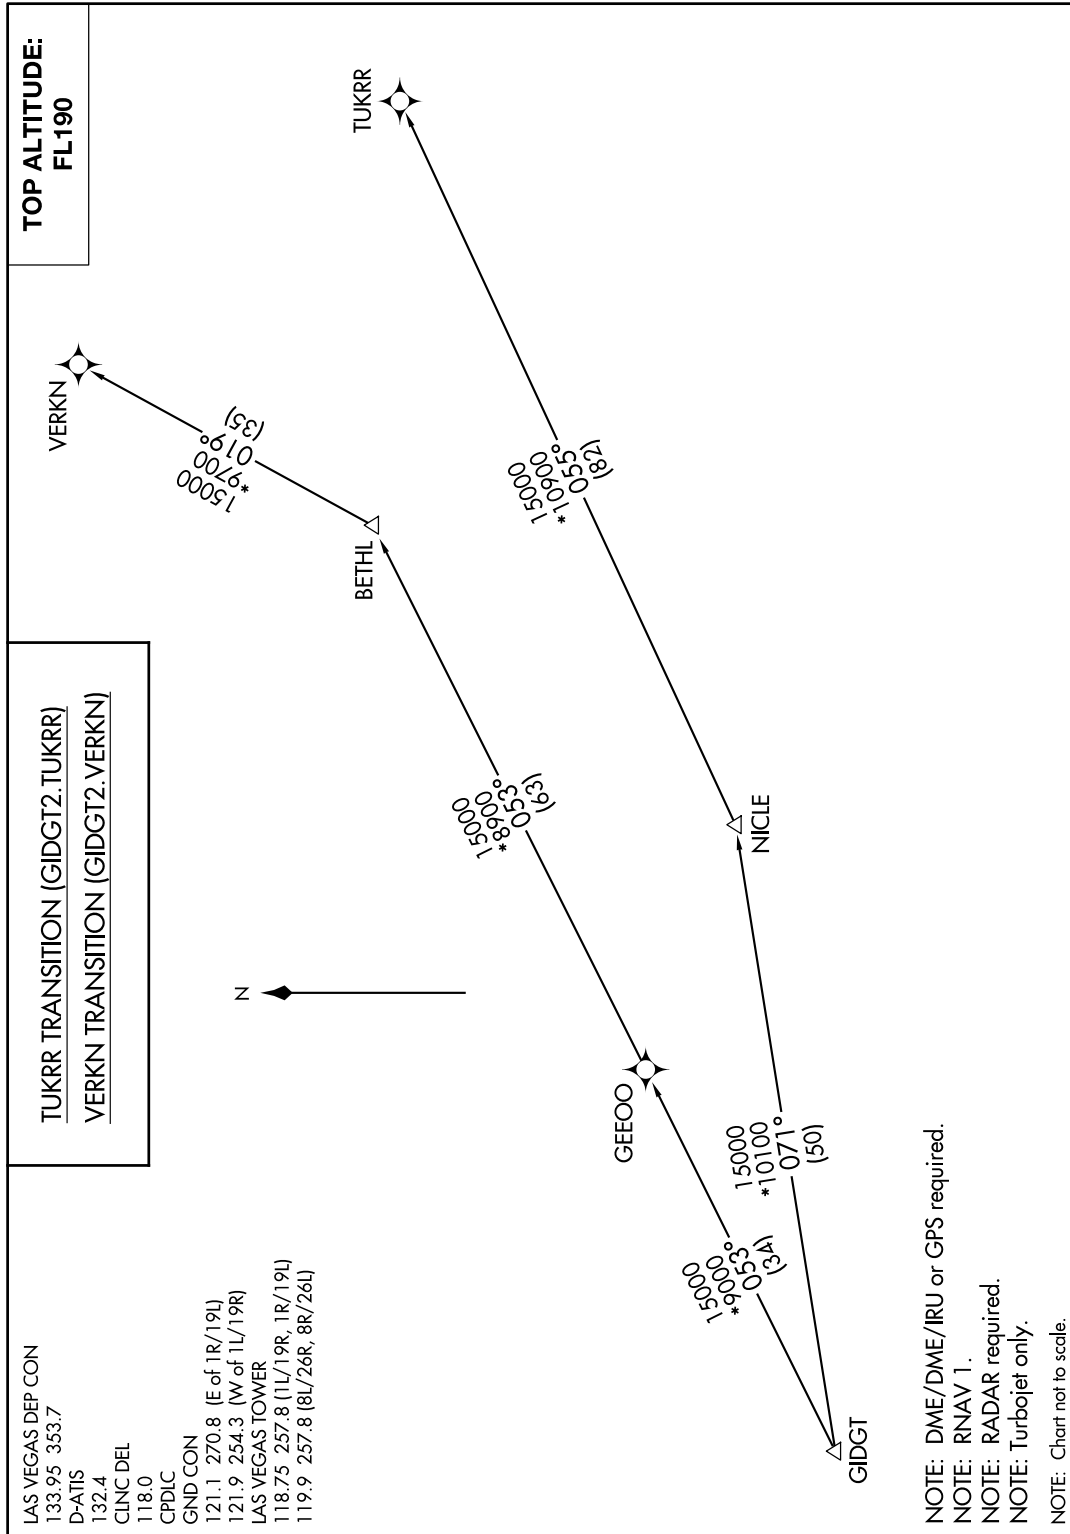 TOP ALTITUDE:
FL190
TUKRR TRANSITION (GIDGT2.TUKRR)
VERKN TRANSITION (GIDGT2.VERKN)
LAS VEGAS DEP CON
133.95 353.7
D-ATIS
132.4
CLNC DEL
118.0
CPDLC
GND CON
121.1 270.8 (E of 1R/19L)
121.9 254.3 (W of 1L/19R)
LAS VEGAS TOWER
118.75 257.8 (1L/19R, 1R/19L)
119.9 257.8 (8L/26R, 8R/26L)
N
VERKN
15000
*9700
019°
(35)
BETHL
TUKRR
15000
*10900
055°
(82)
15000
*8900
053°
(63)
GEEOO
NICLE
15000
*9000
053°
(34)
15000
*10100
071°
(50)
GIDGT
NOTE: DME/DME/IRU or GPS required.
NOTE: RNAV 1.
NOTE: RADAR required.
NOTE: Turbojet only.
NOTE: Chart not to scale.